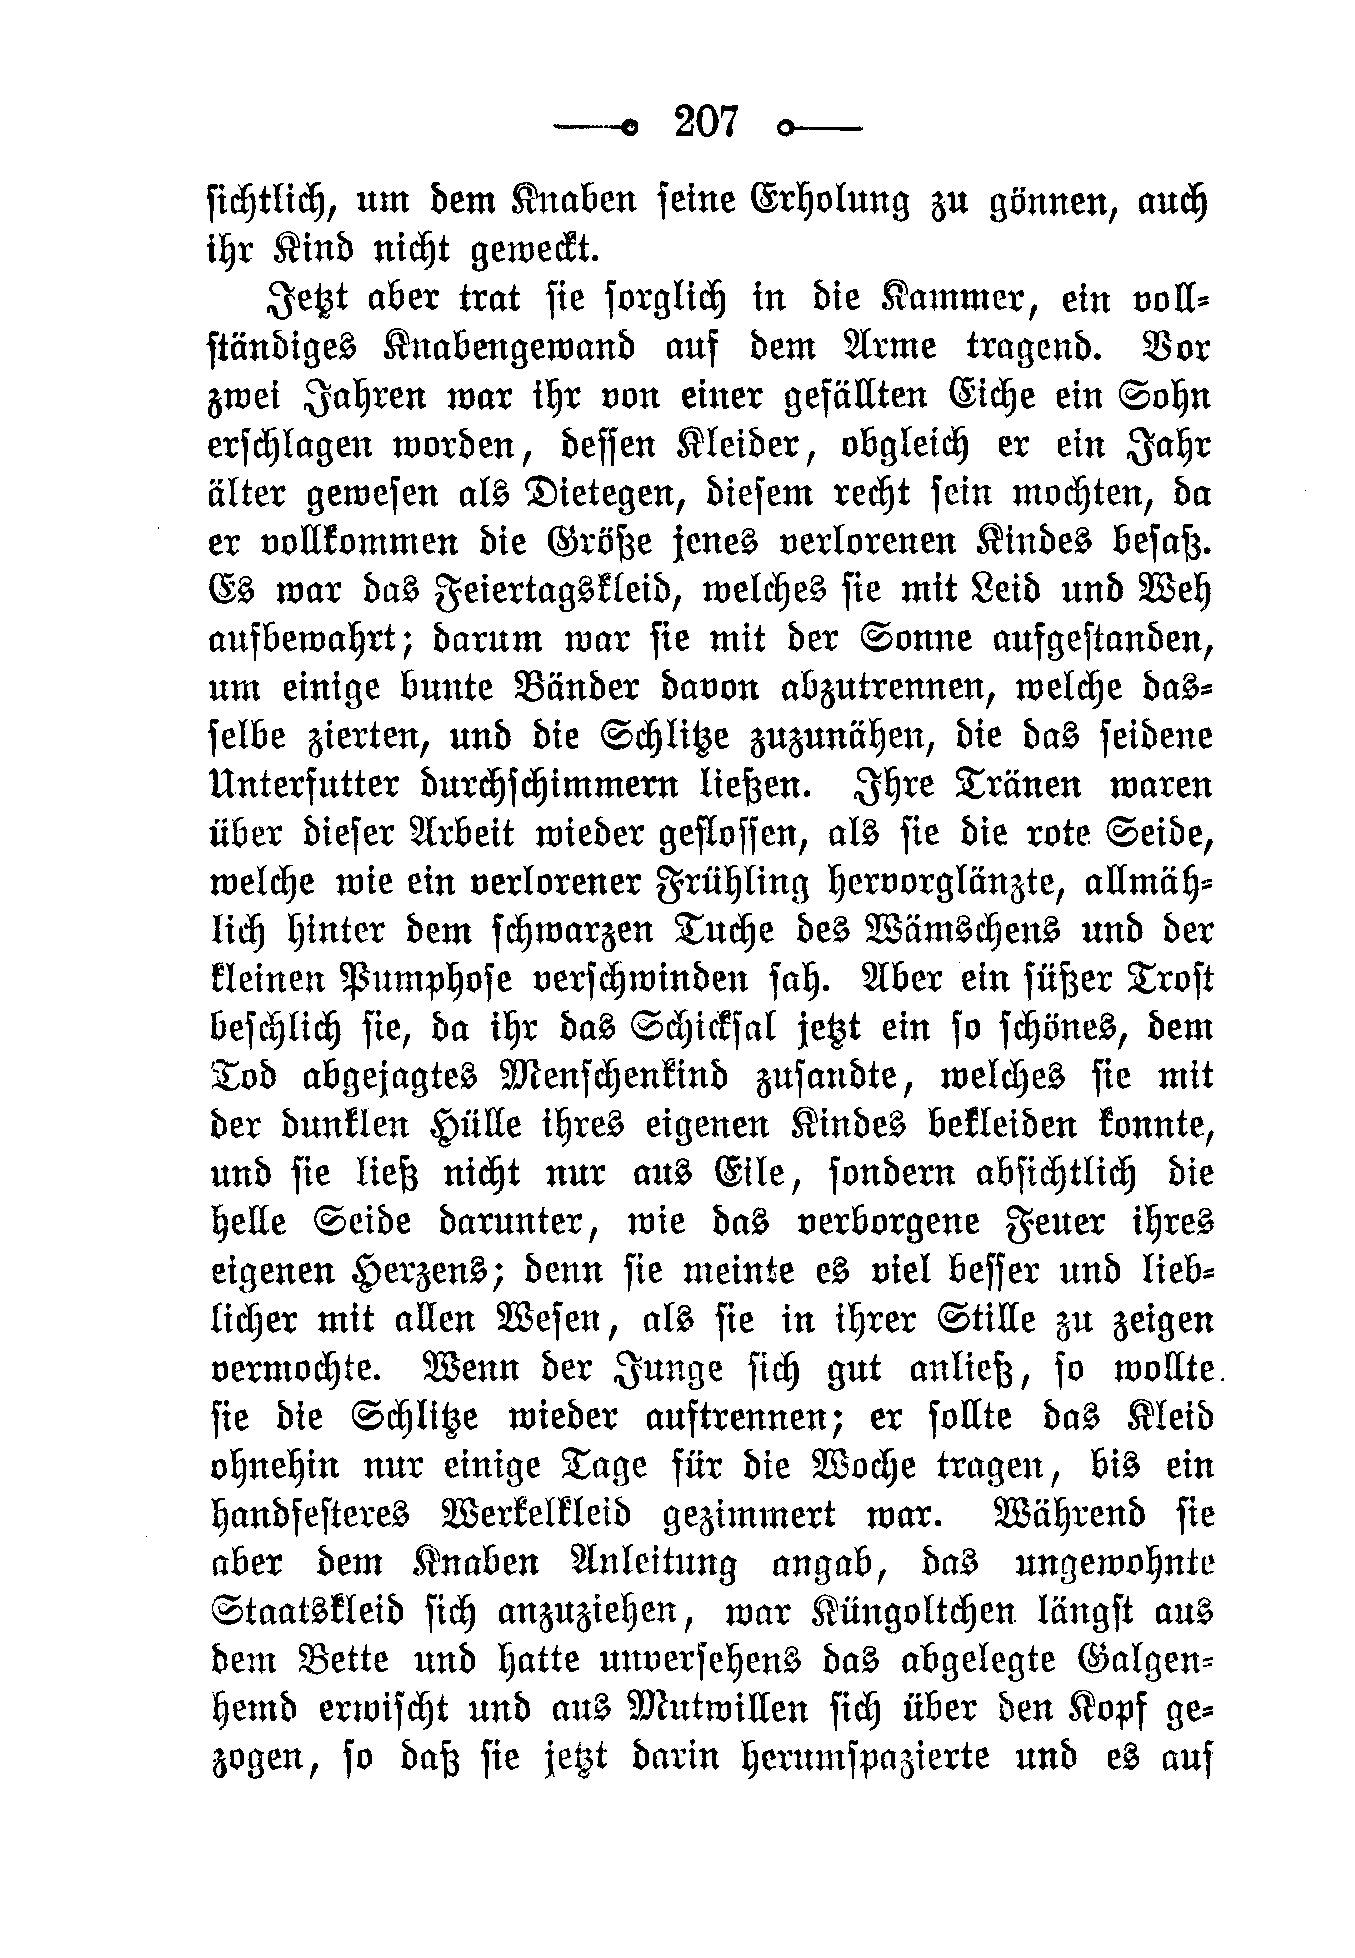 207
sichtlich, um dem Knaben seine Erholung zu gönnen, auch
ihr Kind nicht geweckt.
Jetzt aber trat sie sorglich in die Kammer, ein voll-
ständiges Knabengewand auf dem Arme tragend. Vor
zwei Jahren war ihr von einer gefällten Eiche ein Sohn
erschlagen worden, dessen Kleider, obgleich er ein Jahr
älter gewesen als Dietegen, diesem recht sein mochten, da
er vollkommen die Größe jenes verlorenen Kindes besaß.
Es war das Feiertagskleid, welches sie mit Leid und Weh
aufbewahrt; darum war sie mit der Sonne aufgestanden,
um einige bunte Bänder davon abzutrennen, welche das-
selbe zierten, und die Schlitze zuzunähen, die das seidene
Unterfutter durchschimmern ließen. Ihre Tränen waren
über dieser Arbeit wieder geflossen, als sie die rote Seide,
welche wie ein verlorener Frühling hervorglänzte, allmäh-
lich hinter dem schwarzen Tuche des Wämschens und der
kleinen Pumphose verschwinden sah. Aber ein süßer Trost
beschlich sie, da ihr das Schicksal jetzt ein so schönes, dem
Tod abgejagtes Menschenkind zusandte, welches sie mit
der dunklen Hülle ihres eigenen Kindes bekleiden konnte,
und sie ließ nicht nur aus Eile, sondern absichtlich die
helle Seide darunter, wie das verborgene Feuer ihres
eigenen Herzens; denn sie meinte es viel besser und lieb-
licher mit allen Wesen, als sie in ihrer Stille zu zeigen
vermochte. Wenn der Junge sich gut anließ, so wollte
sie die Schlitze wieder auftrennen; er sollte das Kleid
ohnehin nur einige Tage für die Woche tragen, bis ein
handfesteres Werkelkleid gezimmert war. Während sie
aber dem Knaben Anleitung angab, das ungewohnte
Staatskleid sich anzuziehen, war Küngoltchen längst aus
dem Bette und hatte unversehens das abgelegte Galgen-
hemd erwischt und aus Mutwillen sich über den Kopf ge-
zogen, so daß sie jetzt darin herumspazierte und es auf